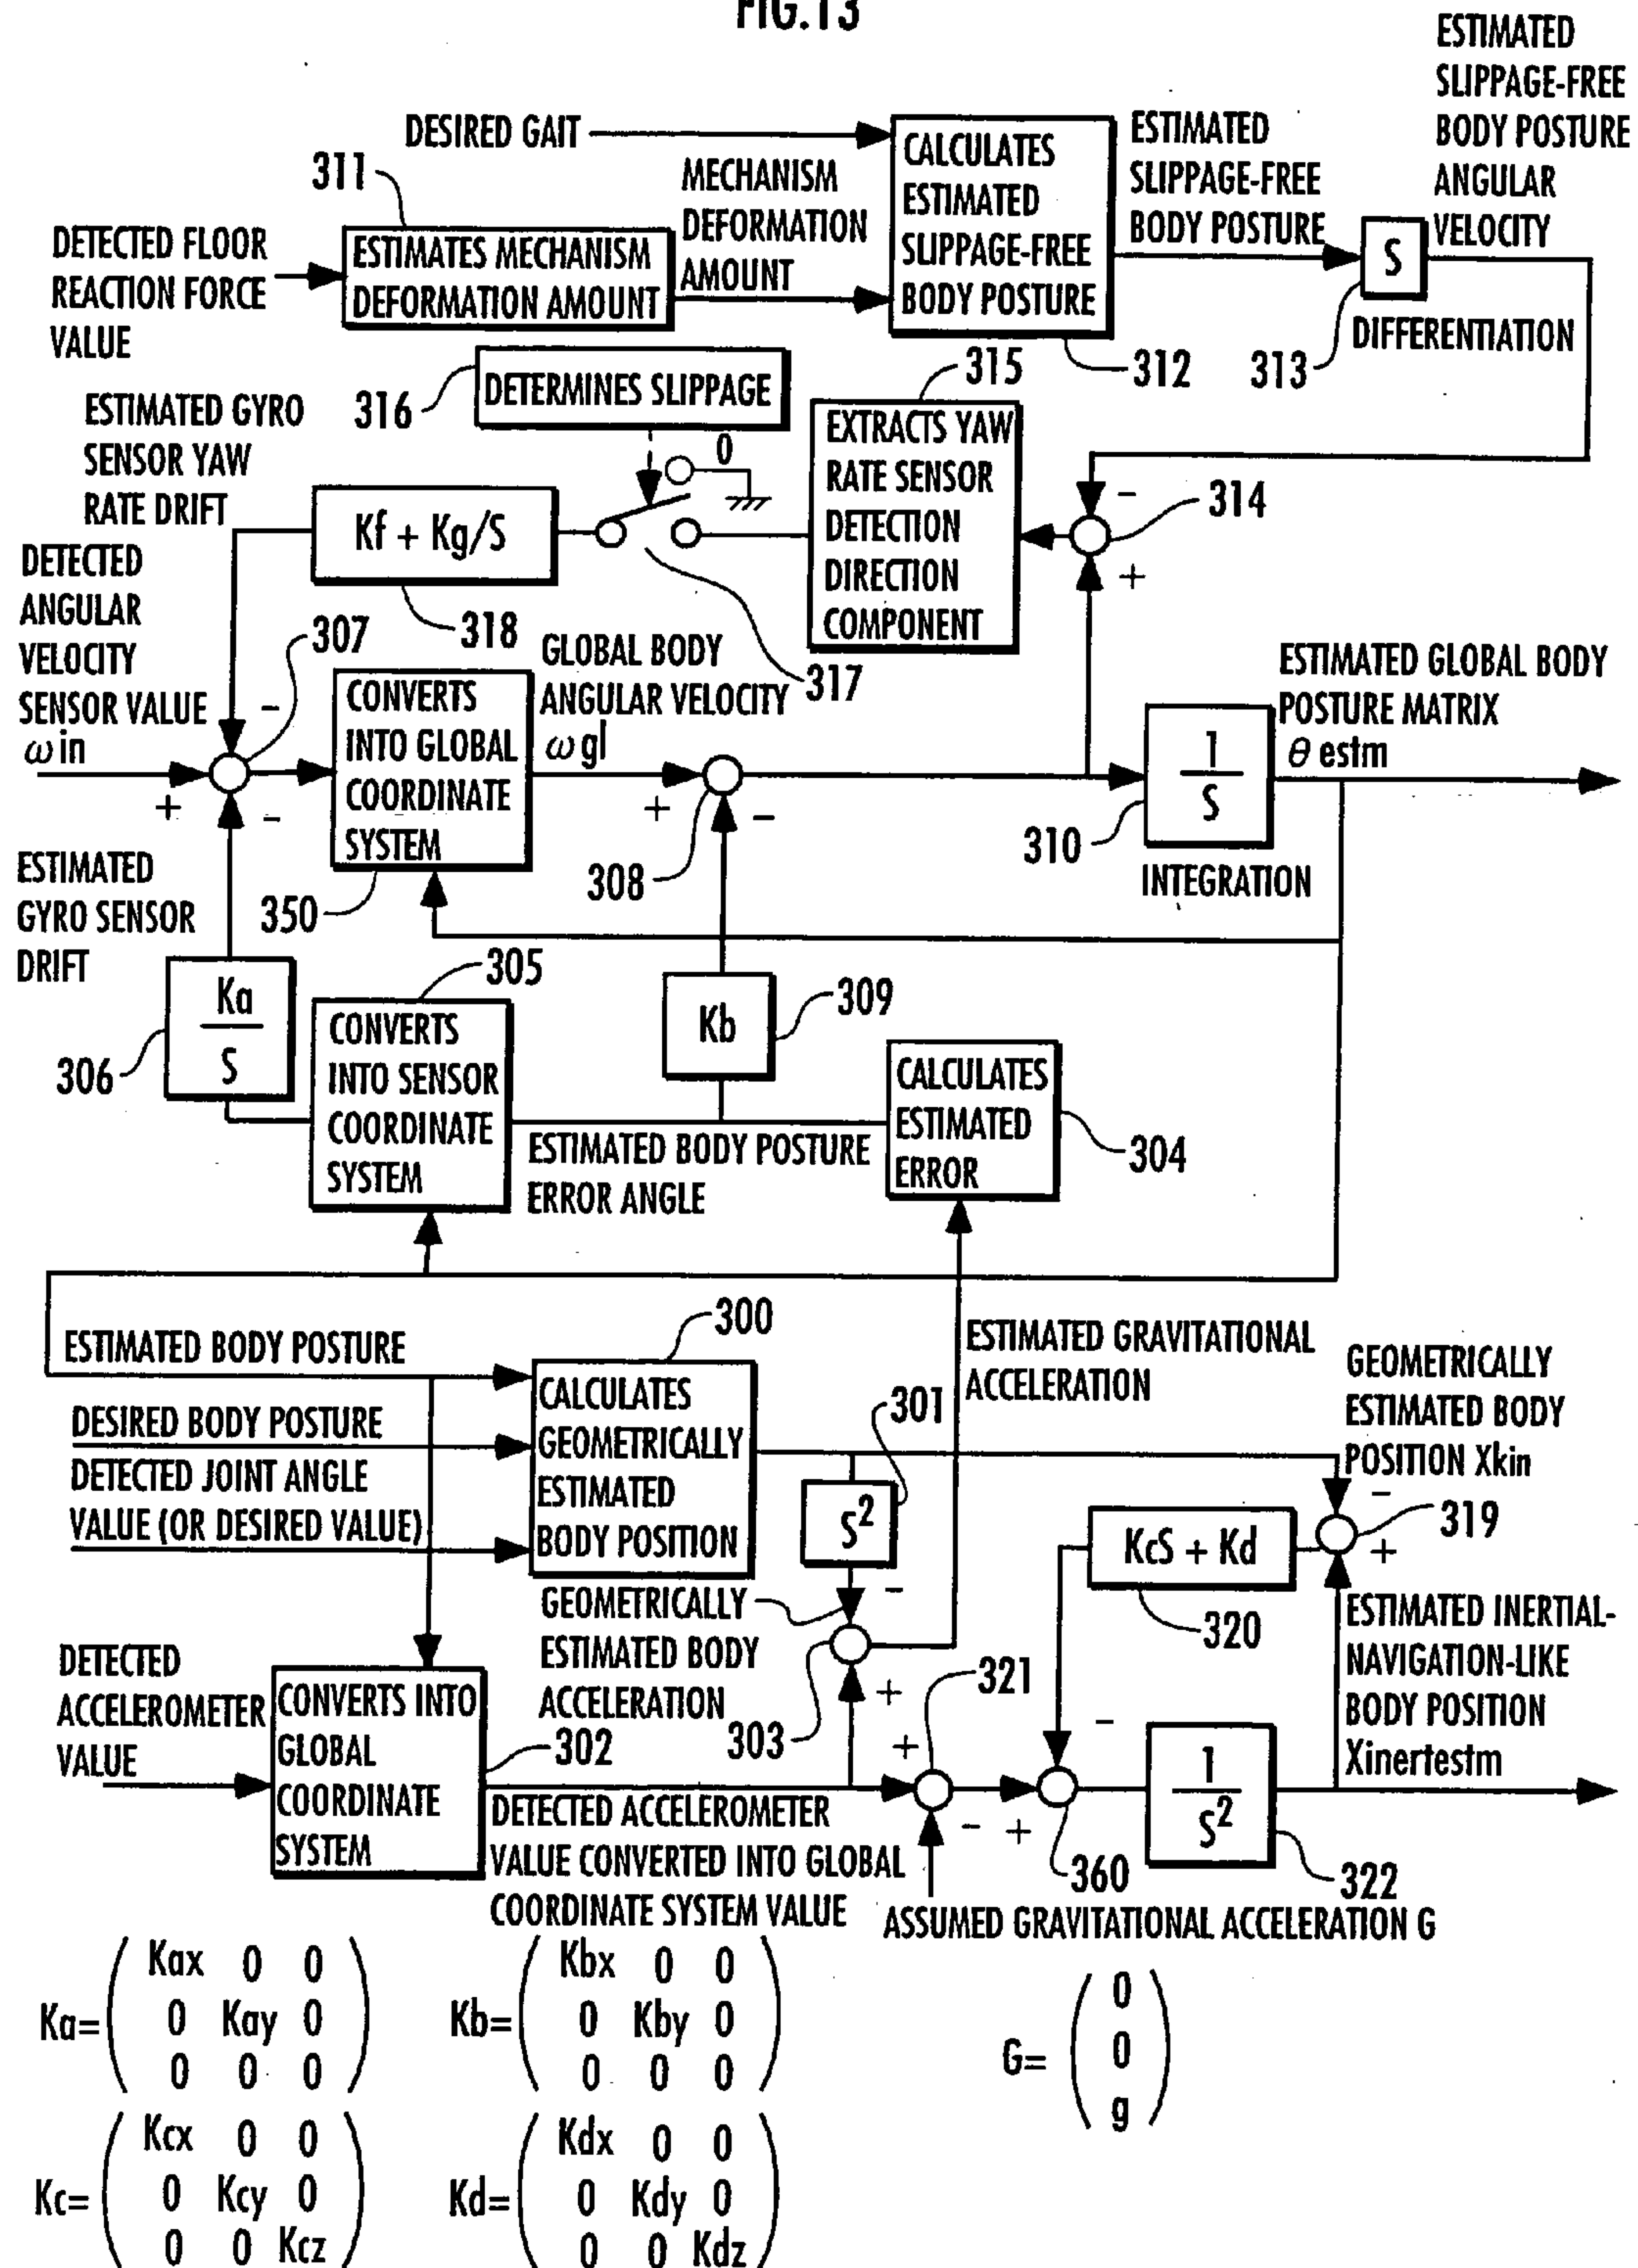 FIG.13
ESTIMATED
SLIPPAGE-FREE
BODY POSTURE
ANGULAR
VELOCITY
DESIRED GAIT
311
MECHANISM
DEFORMATION
AMOUNT
CALCULATES
ESTIMATED
SLIPPAGE-FREE
BODY POSTURE
ESTIMATED
SLIPPAGE-FREE
BODY POSTURE
S
DETECTED FLOOR
REACTION FORCE
VALUE
ESTIMATES MECHANISM
DEFORMATION AMOUNT
DIFFERENTIATION
312
313
315
316
DETERMINES SLIPPAGE
0
ESTIMATED GYRO
SENSOR YAW
RATE DRIFT
EXTRACTS YAW
RATE SENSOR
DETECTION
DIRECTION
COMPONENT
-
314
+
Kf + Kg/S
318
317
DETECTED
ANGULAR
VELOCITY
SENSOR VALUE
ωin
307
-
+
-
CONVERTS
INTO GLOBAL
COORDINATE
SYSTEM
350
GLOBAL BODY
ANGULAR VELOCITY
ωgl
+
-
308
1
S
310
INTEGRATION
ESTIMATED GLOBAL BODY
POSTURE MATRIX
θ estm
ESTIMATED
GYRO SENSOR
DRIFT
Ka
S
306
305
CONVERTS
INTO SENSOR
COORDINATE
SYSTEM
Kb
309
CALCULATES
ESTIMATED
ERROR
304
ESTIMATED BODY POSTURE
ERROR ANGLE
300
ESTIMATED BODY POSTURE
DESIRED BODY POSTURE
DETECTED JOINT ANGLE
VALUE (OR DESIRED VALUE)
CALCULATES
GEOMETRICALLY
ESTIMATED
BODY POSITION
ESTIMATED GRAVITATIONAL
ACCELERATION
301
S²
GEOMETRICALLY
ESTIMATED BODY
POSITION Xkin
-
319
+
KcS + Kd
320
GEOMETRICALLY
ESTIMATED BODY
ACCELERATION
-
303
+
DETECTED
ACCELEROMETER
VALUE
CONVERTS INTO
GLOBAL
COORDINATE
SYSTEM
302
321
+
-
+
-
360
1
S²
322
ESTIMATED INERTIAL-
NAVIGATION-LIKE
BODY POSITION
Xinertestm
DETECTED ACCELEROMETER
VALUE CONVERTED INTO GLOBAL
COORDINATE SYSTEM VALUE
ASSUMED GRAVITATIONAL ACCELERATION G
Ka= ( Kax 0 0
0 Kay 0
0 0 0 )
Kb= ( Kbx 0 0
0 Kby 0
0 0 0 )
G= ( 0
0
g )
Kc= ( Kcx 0 0
0 Kcy 0
0 0 Kcz )
Kd= ( Kdx 0 0
0 Kdy 0
0 0 Kdz )